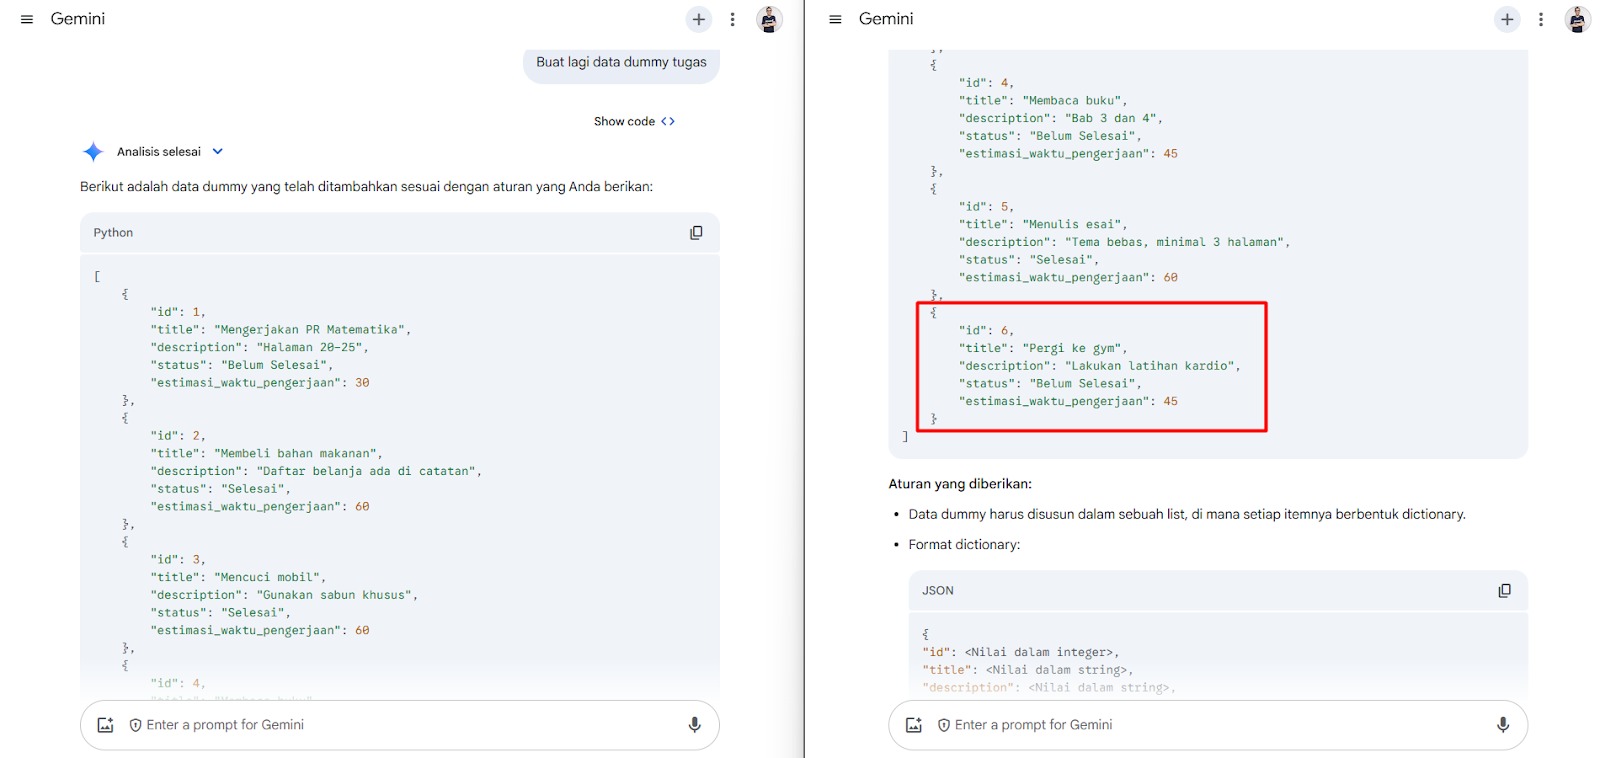 Gemini
Buat lagi data dummy tugas
Show code <>
Analisis selesai
Berikut adalah data dummy yang telah ditambahkan sesuai dengan aturan yang Anda berikan:
Python
[
{
"id": 1,
"title": "Mengerjakan PR Matematika",
"description": "Halaman 20-25",
"status": "Belum Selesai",
"estimasi_waktu_pengerjaan": 30
},
{
"id": 2,
"title": "Membeli bahan makanan",
"description": "Daftar belanja ada di catatan",
"status": "Selesai",
"estimasi_waktu_pengerjaan": 60
},
{
"id": 3,
"title": "Mencuci mobil",
"description": "Gunakan sabun khusus",
"status": "Selesai",
"estimasi_waktu_pengerjaan": 60
},
{
"id": 4,
"title": "Membaca buku"
Enter a prompt for Gemini
Gemini
},
{
"id": 4,
"title": "Membaca buku",
"description": "Bab 3 dan 4",
"status": "Belum Selesai",
"estimasi_waktu_pengerjaan": 45
},
{
"id": 5,
"title": "Menulis esai",
"description": "Tema bebas, minimal 3 halaman",
"status": "Selesai",
"estimasi_waktu_pengerjaan": 60
},
{
"id": 6,
"title": "Pergi ke gym",
"description": "Lakukan latihan kardio",
"status": "Belum Selesai",
"estimasi_waktu_pengerjaan": 45
}
]
Aturan yang diberikan:
• Data dummy harus disusun dalam sebuah list, di mana setiap itemnya berbentuk dictionary.
• Format dictionary:
JSON
{
"id": <Nilai dalam integer>,
"title": <Nilai dalam string>,
"description": <Nilai dalam string>,
Enter a prompt for Gemini